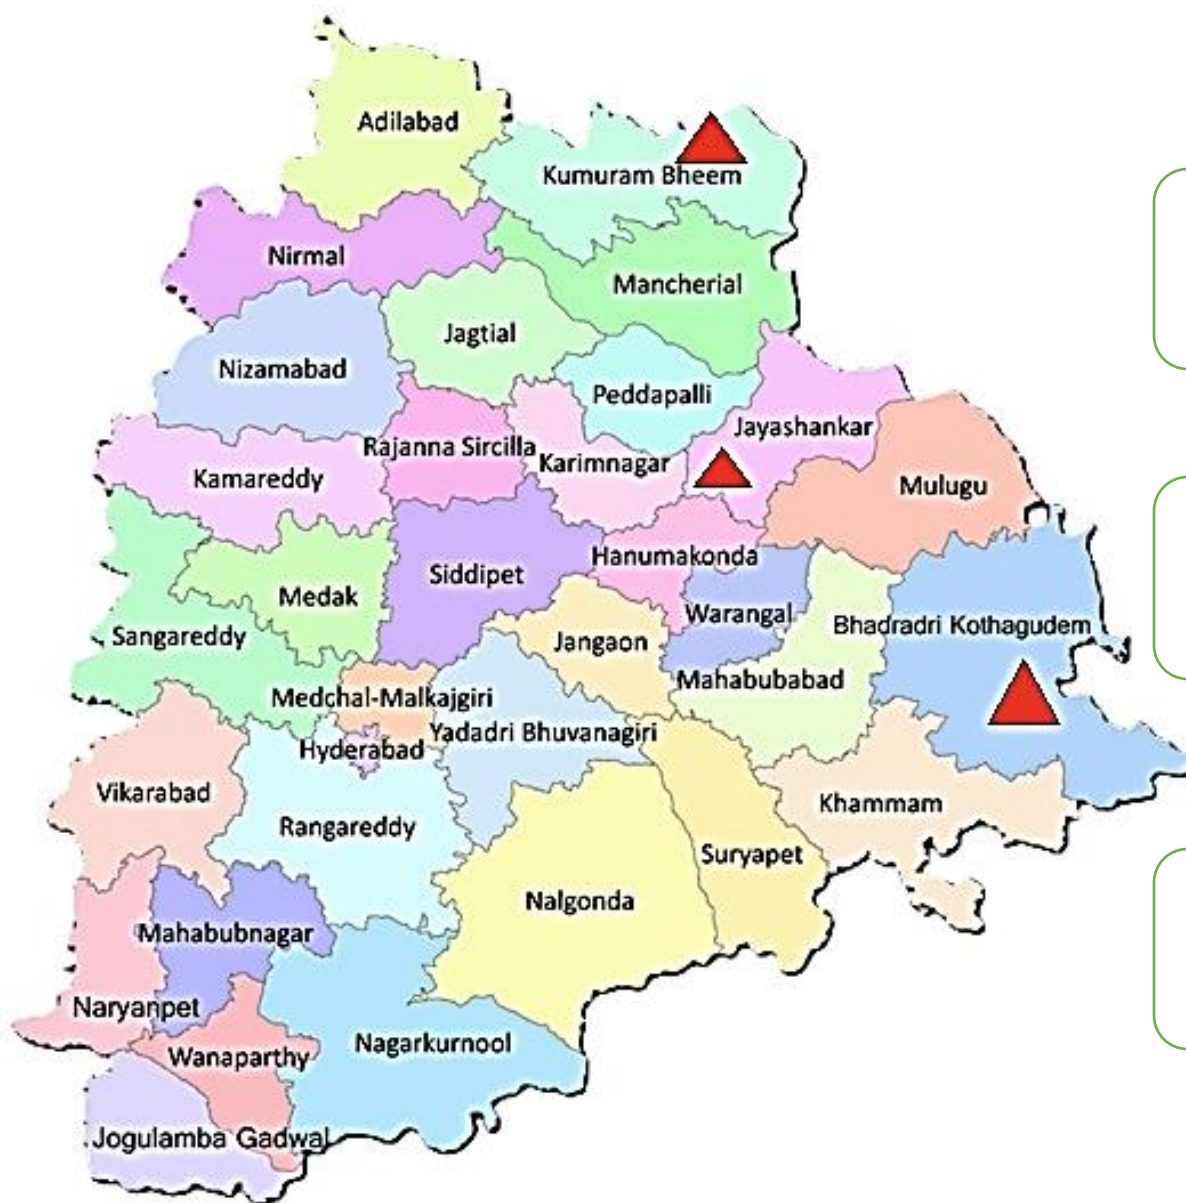 Adilabad
Kumuram Bheem
Nirmal
Mancherial
Jagtial
Nizamabad
Peddapalli
Jayashankar
Rajanna Sircilla
Karimnagar
Kamareddy
Mulugu
Hanumakonda
Siddipet
Medak
Warangal
Bhadradri Kothagudem
Sangareddy
Jangaon
Mahabubabad
Medchal-Malkajgiri
Yadadri Bhuvanagiri
Hyderabad
Vikarabad
Khammam
Rangareddy
Suryapet
Nalgonda
Mahabubnagar
Naryanpet
Nagarkurnool
Wanaparthy
Jogulamba Gadwal